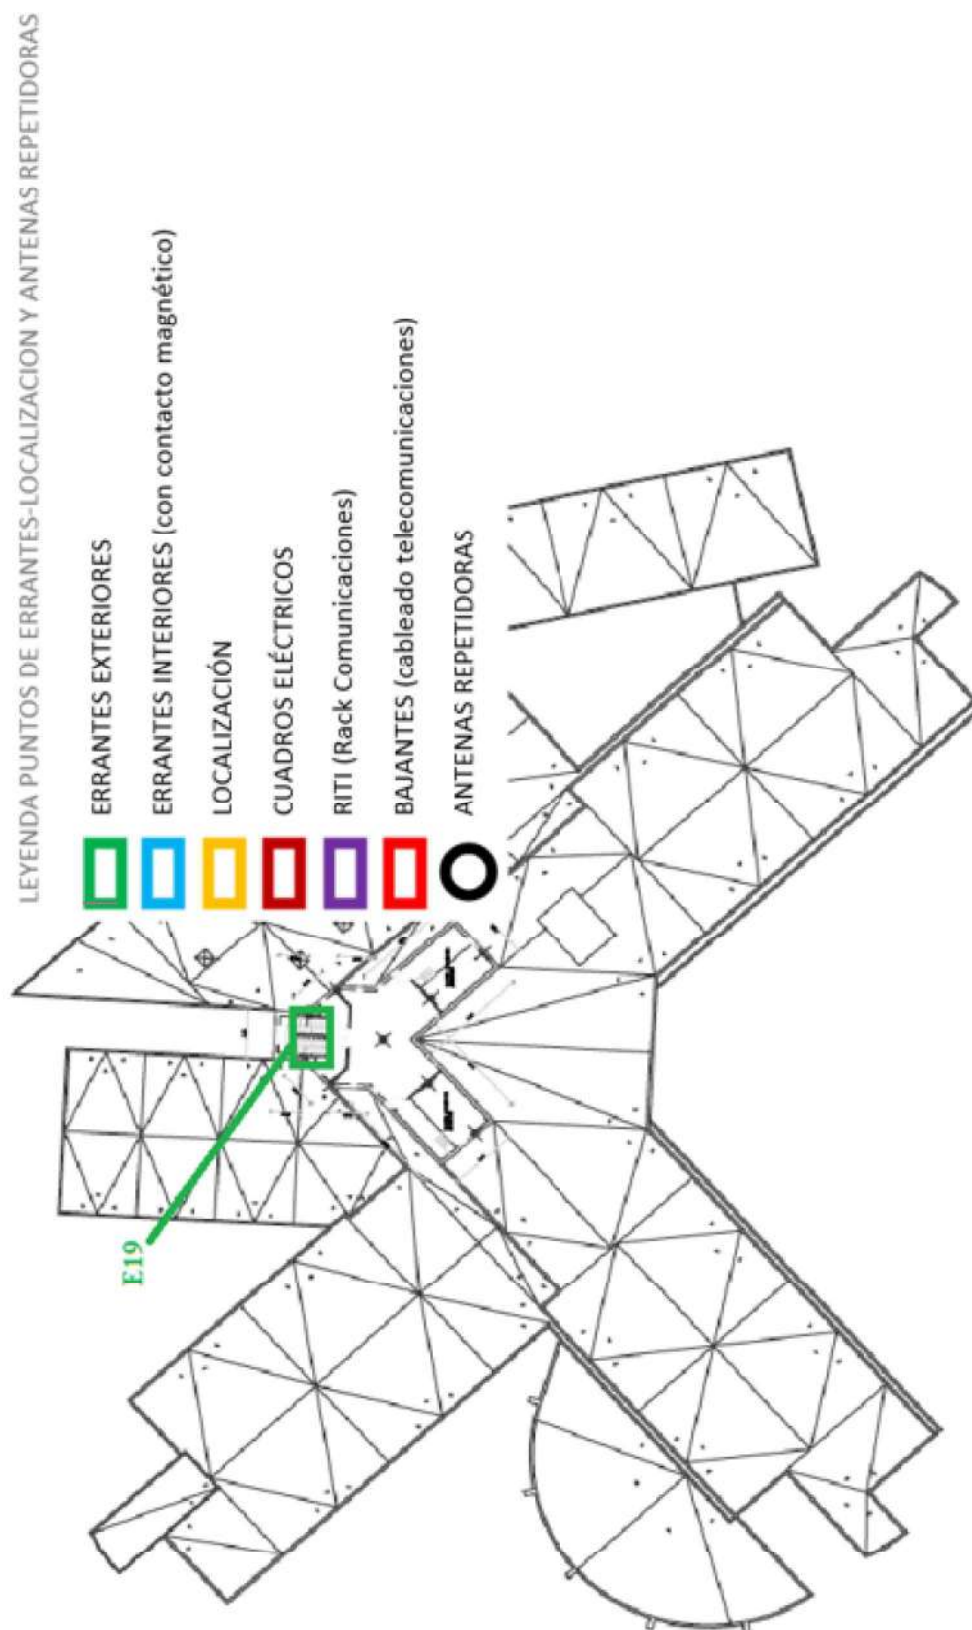 LEYENDA PUNTOS DE ERRANTES-LOCALIZACION Y ANTENAS REPETIDORAS
ERRANTES EXTERIORES
ERRANTES INTERIORES (con contacto magnético)
LOCALIZACIÓN
CUADROS ELÉCTRICOS
RITI (Rack Comunicaciones)
BAJANTES (cableado telecomunicaciones)
ANTENAS REPETIDORAS
E19